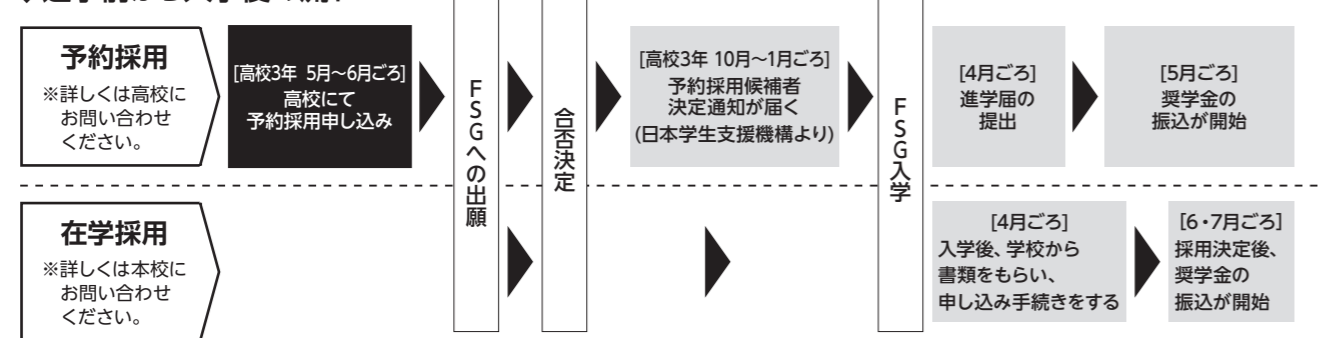 予約採用
※詳しくは高校に
お問い合わせ
ください。
[高校3年 5月～6月ごろ]
高校にて
予約採用申し込み
FSGへの出願
合否決定
[高校3年 10月～1月ごろ]
予約採用候補者
決定通知が届く
(日本学生支援機構より)
FSG入学
[4月ごろ]
進学届の
提出
[5月ごろ]
奨学金の
振込が開始
在学採用
※詳しくは本校に
お問い合わせ
ください。
[4月ごろ]
入学後、学校から
書類をもらい、
申し込み手続きをする
[6・7月ごろ]
採用決定後、
奨学金の
振込が開始